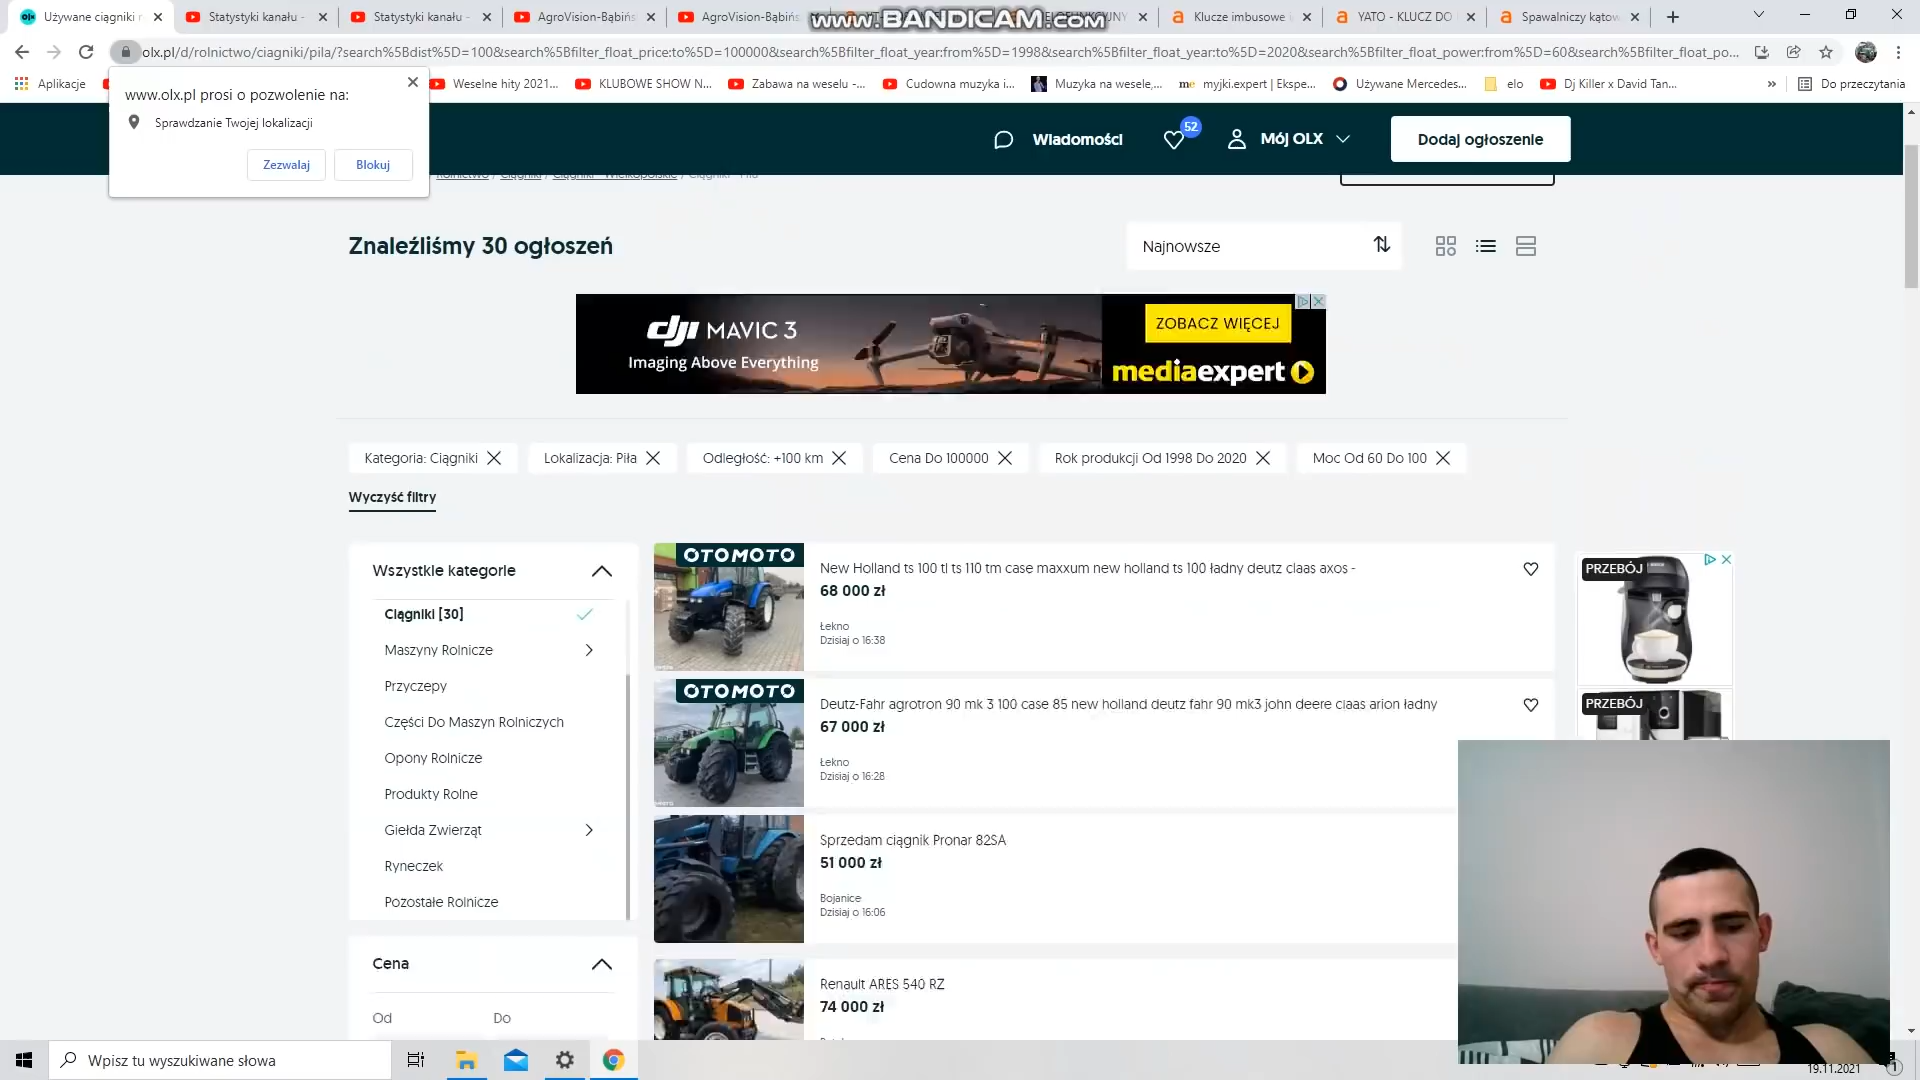 Używane ciągniki r
Statystyki kanału -
Statystyki kanału -
AgroVision-Bąbińs
AgroVision-Bąbińs
www.BANDICAM.com
Klucze imbusowe i
YATO - KLUCZ DO
Spawalniczy kątow
olx.pl/d/rolnictwo/ciagniki/pila/?search%5Bdist%5D=100&search%5Bfilter_float_price:to%5D=100000&search%5Bfilter_float_year:from%5D=1998&search%5Bfilter_float_year:to%5D=2020&search%5Bfilter_float_power:from%5D=60&search%5Bfilter_float_po...
Aplikacje
Weselne hity 2021...
KLUBOWE SHOW N...
Zabawa na weselu -...
Cudowna muzyka i...
Muzyka na wesele,...
me myjki.expert | Ekspe...
Używane Mercedes...
elo
Dj Killer x David Tan...
Do przeczytania
www.olx.pl prosi o pozwolenie na:
Sprawdzanie Twojej lokalizacji
Zezwalaj
Blokuj
Wiadomości
52
Mój OLX
Dodaj ogłoszenie
Rolnictwo / Ciągniki / Ciągniki - Wielkopolskie / Ciągniki - Piła
Znaleźliśmy 30 ogłoszeń
Najnowsze
dji MAVIC 3
Imaging Above Everything
ZOBACZ WIĘCEJ
mediaexpert
Kategoria: Ciągniki
Lokalizacja: Piła
Odległość: +100 km
Cena Do 100000
Rok produkcji Od 1998 Do 2020
Moc Od 60 Do 100
Wyczyść filtry
Wszystkie kategorie
Ciągniki [30]
Maszyny Rolnicze
Przyczepy
Części Do Maszyn Rolniczych
Opony Rolnicze
Produkty Rolne
Giełda Zwierząt
Ryneczek
Pozostałe Rolnicze
Cena
Od
Do
OTOMOTO
New Holland ts 100 tl ts 110 tm case maxxum new holland ts 100 ładny deutz claas axos -
68 000 zł
Łekno
Dzisiaj o 16:38
OTOMOTO
Deutz-Fahr agrotron 90 mk 3 100 case 85 new holland deutz fahr 90 mk3 john deere claas arion ładny
67 000 zł
Łekno
Dzisiaj o 16:28
Sprzedam ciągnik Pronar 82SA
51 000 zł
Bojanice
Dzisiaj o 16:06
Renault ARES 540 RZ
74 000 zł
PRZEBÓJ
PRZEBÓJ
Wpisz tu wyszukiwane słowa
19.11.2021
1